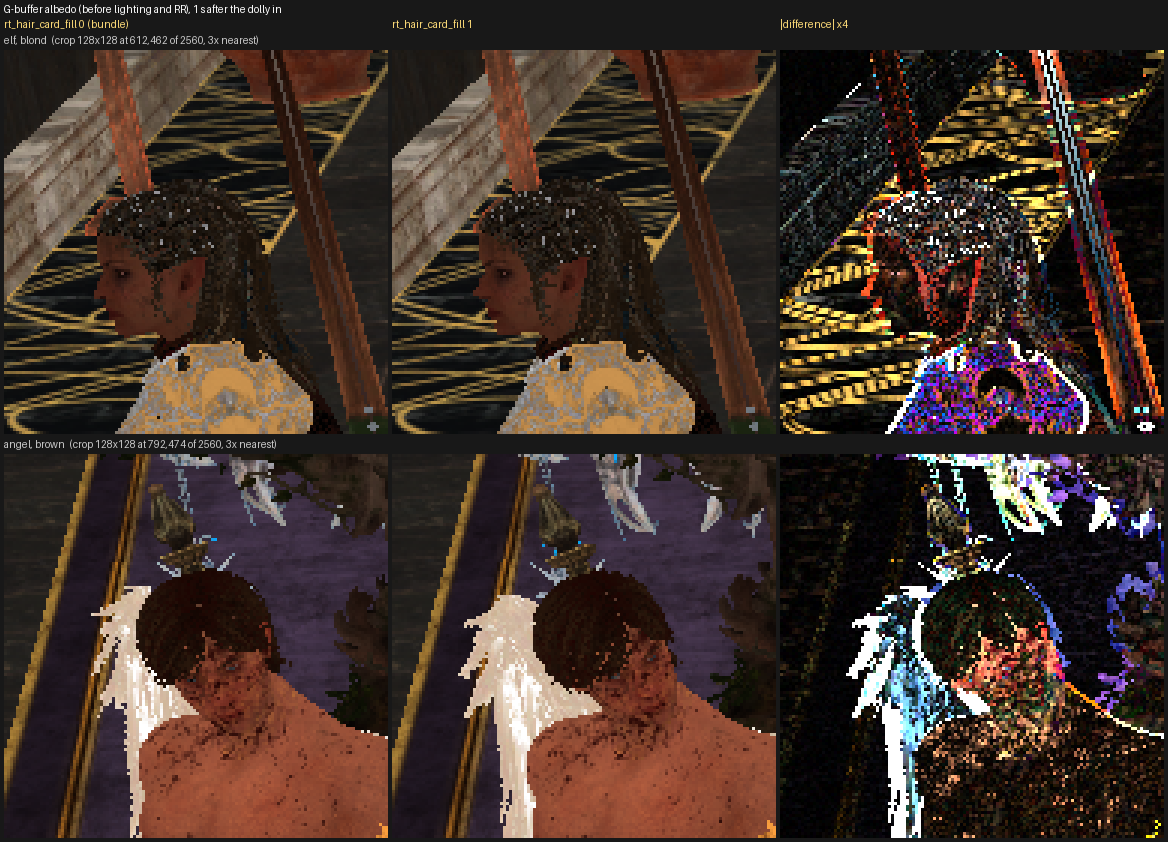 G-buffer albedo (before lighting and RR), 1 s after the dolly in
rt_hair_card_fill 0 (bundle)
rt_hair_card_fill 1
|difference| x4
elf, blond (crop 128x128 at 612,462 of 2560, 3x nearest)
angel, brown (crop 128x128 at 792,474 of 2560, 3x nearest)